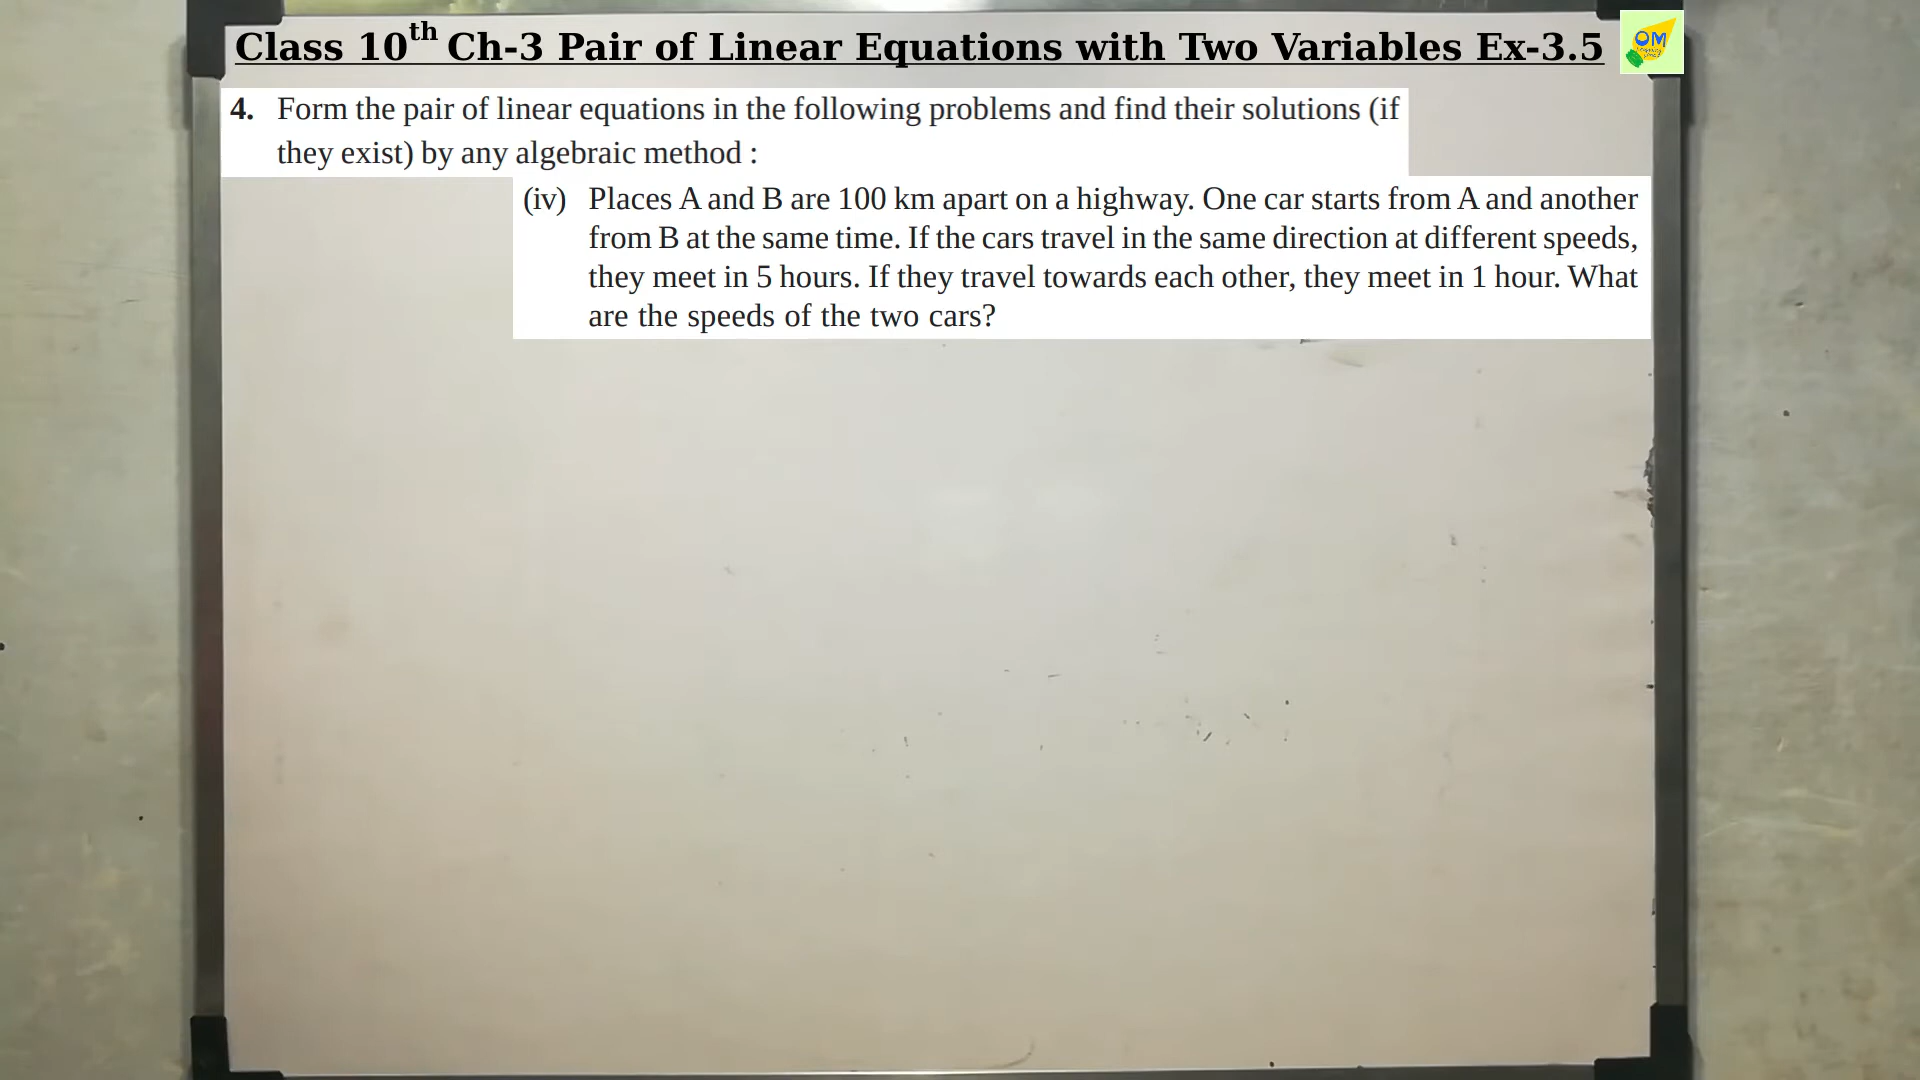 Class 10th Ch-3 Pair of Linear Equations with Two Variables Ex-3.5
OM
4. Form the pair of linear equations in the following problems and find their solutions (if
they exist) by any algebraic method :
(iv) Places A and B are 100 km apart on a highway. One car starts from A and another
from B at the same time. If the cars travel in the same direction at different speeds,
they meet in 5 hours. If they travel towards each other, they meet in 1 hour. What
are the speeds of the two cars?